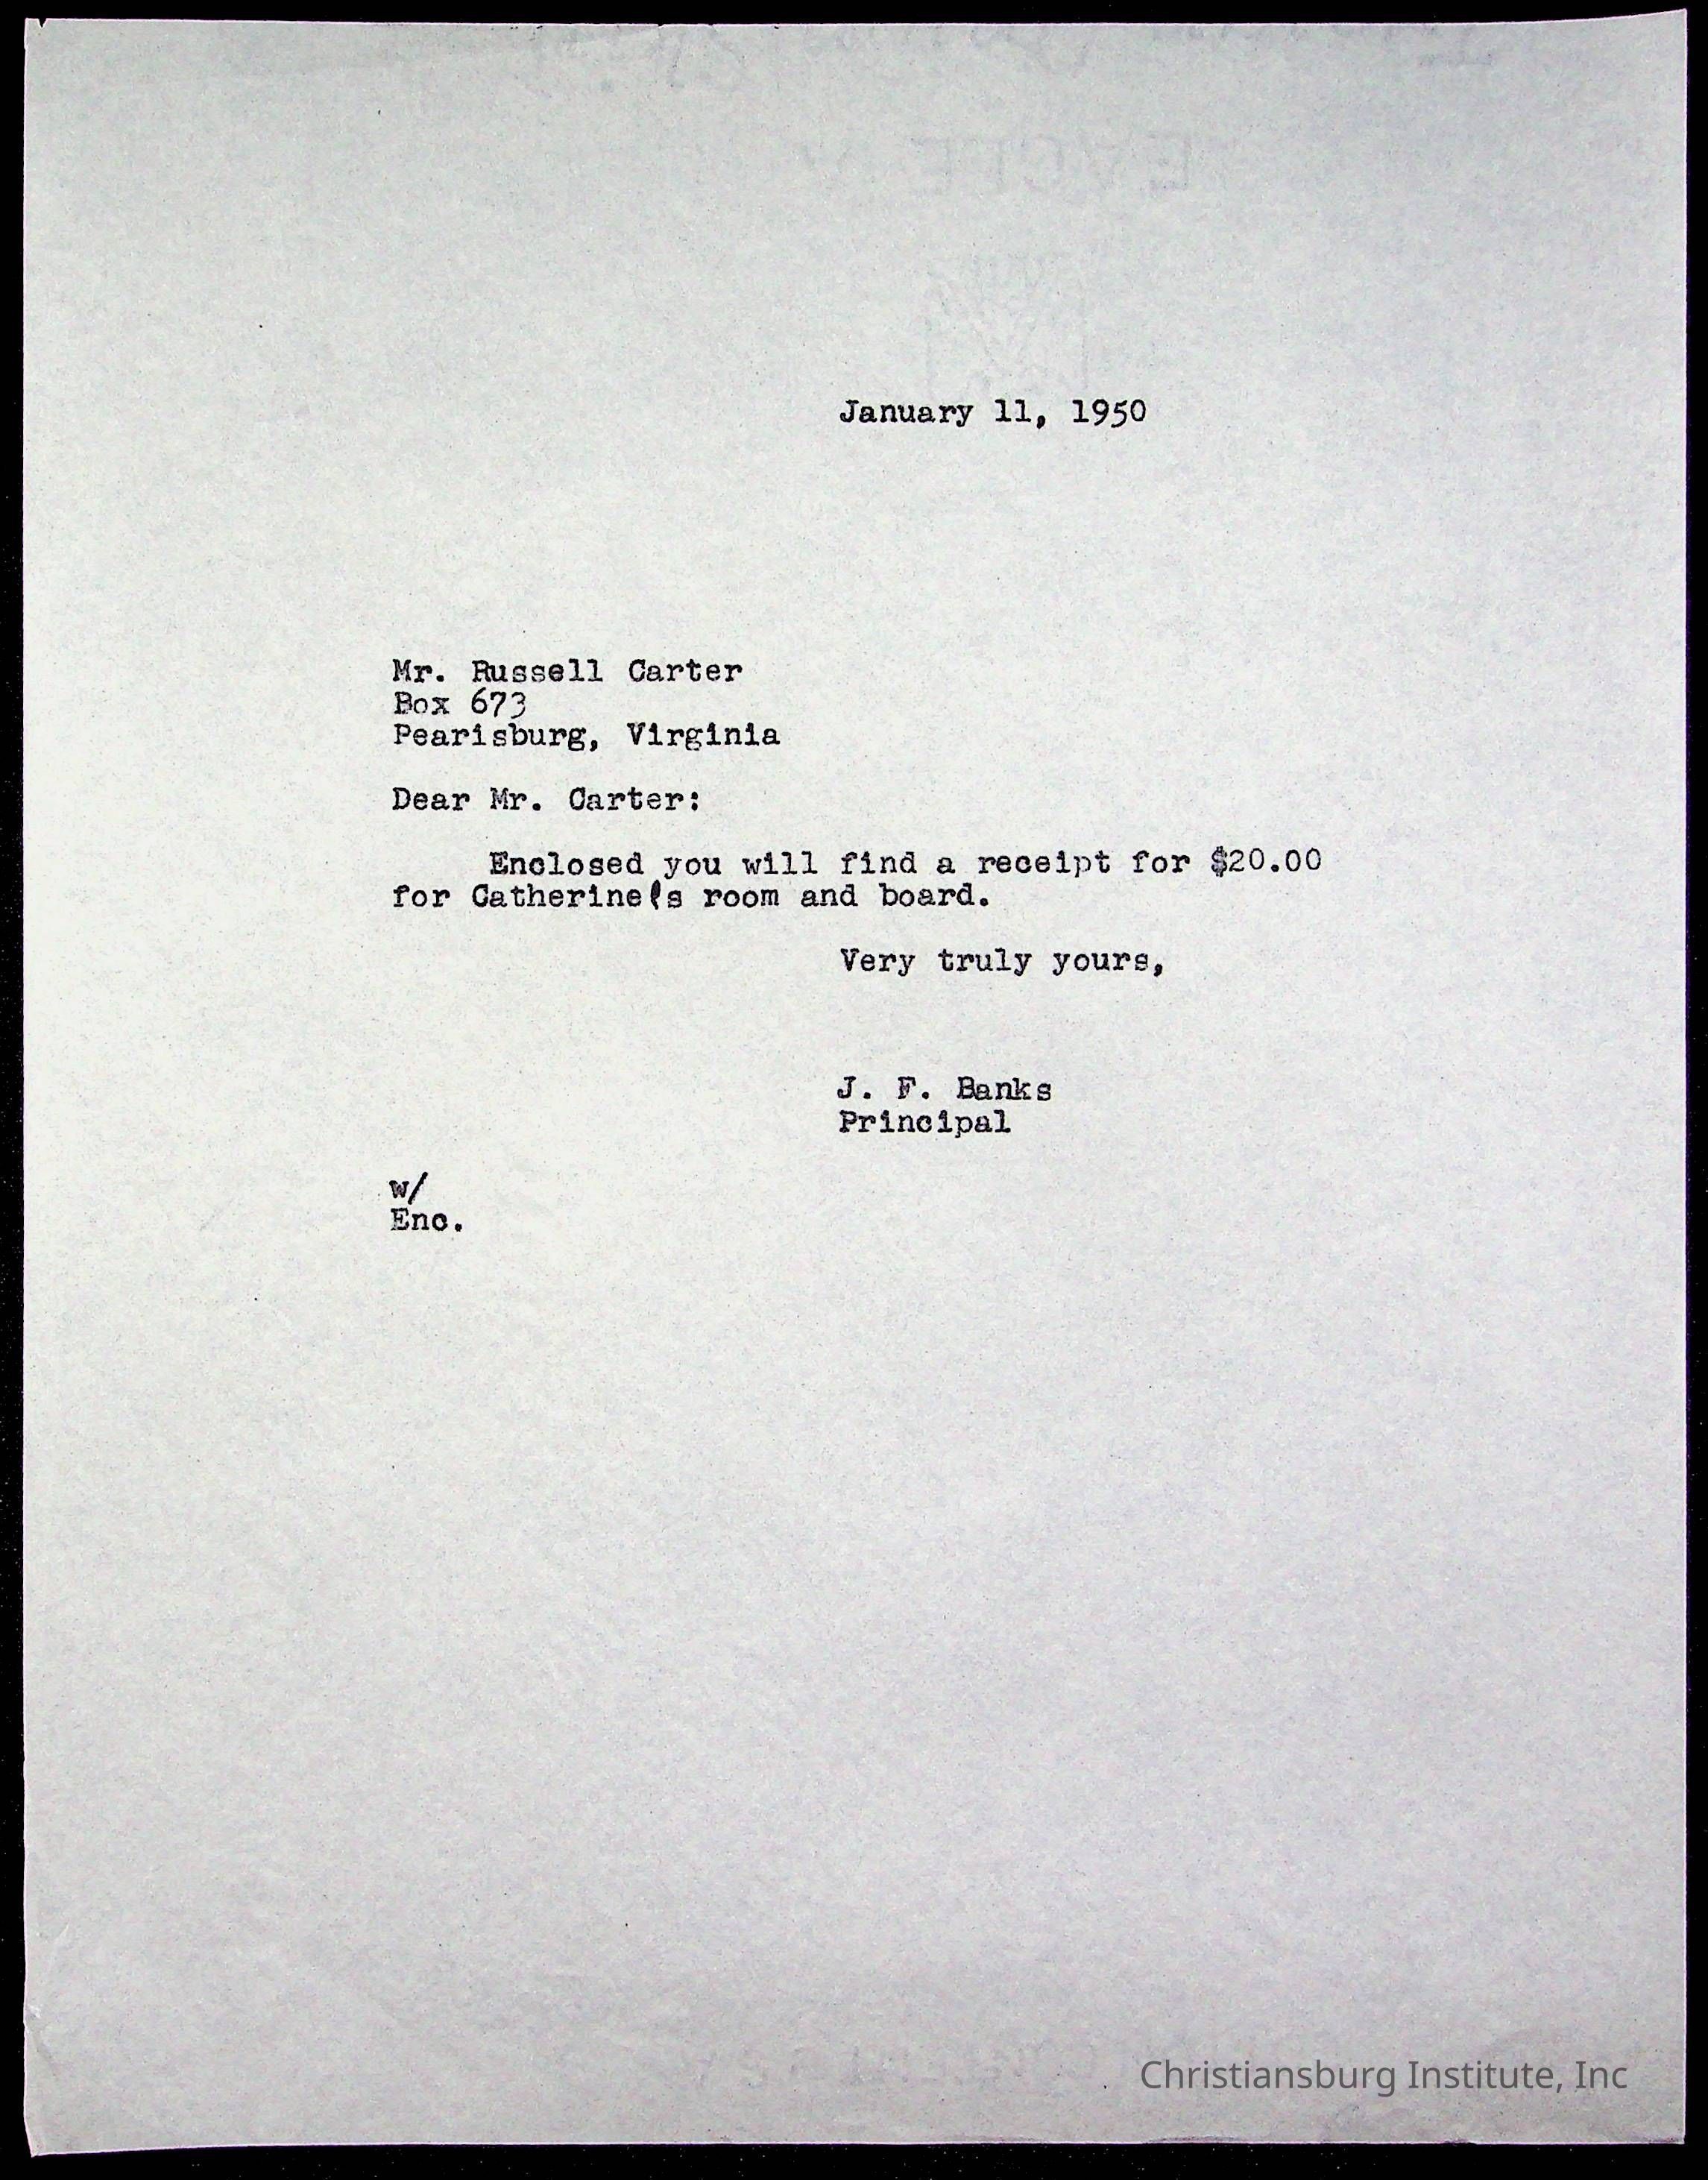 January 11, 1950
Mr. Russell Carter
Box 673
Pearisburg, Virginia
Dear Mr. Carter:
Enclosed you will find a receipt for $20.00
for Catherine's room and board.
Very truly yours,
J. F. Banks
Principal
w/
Enc.
Christiansburg Institute, Inc